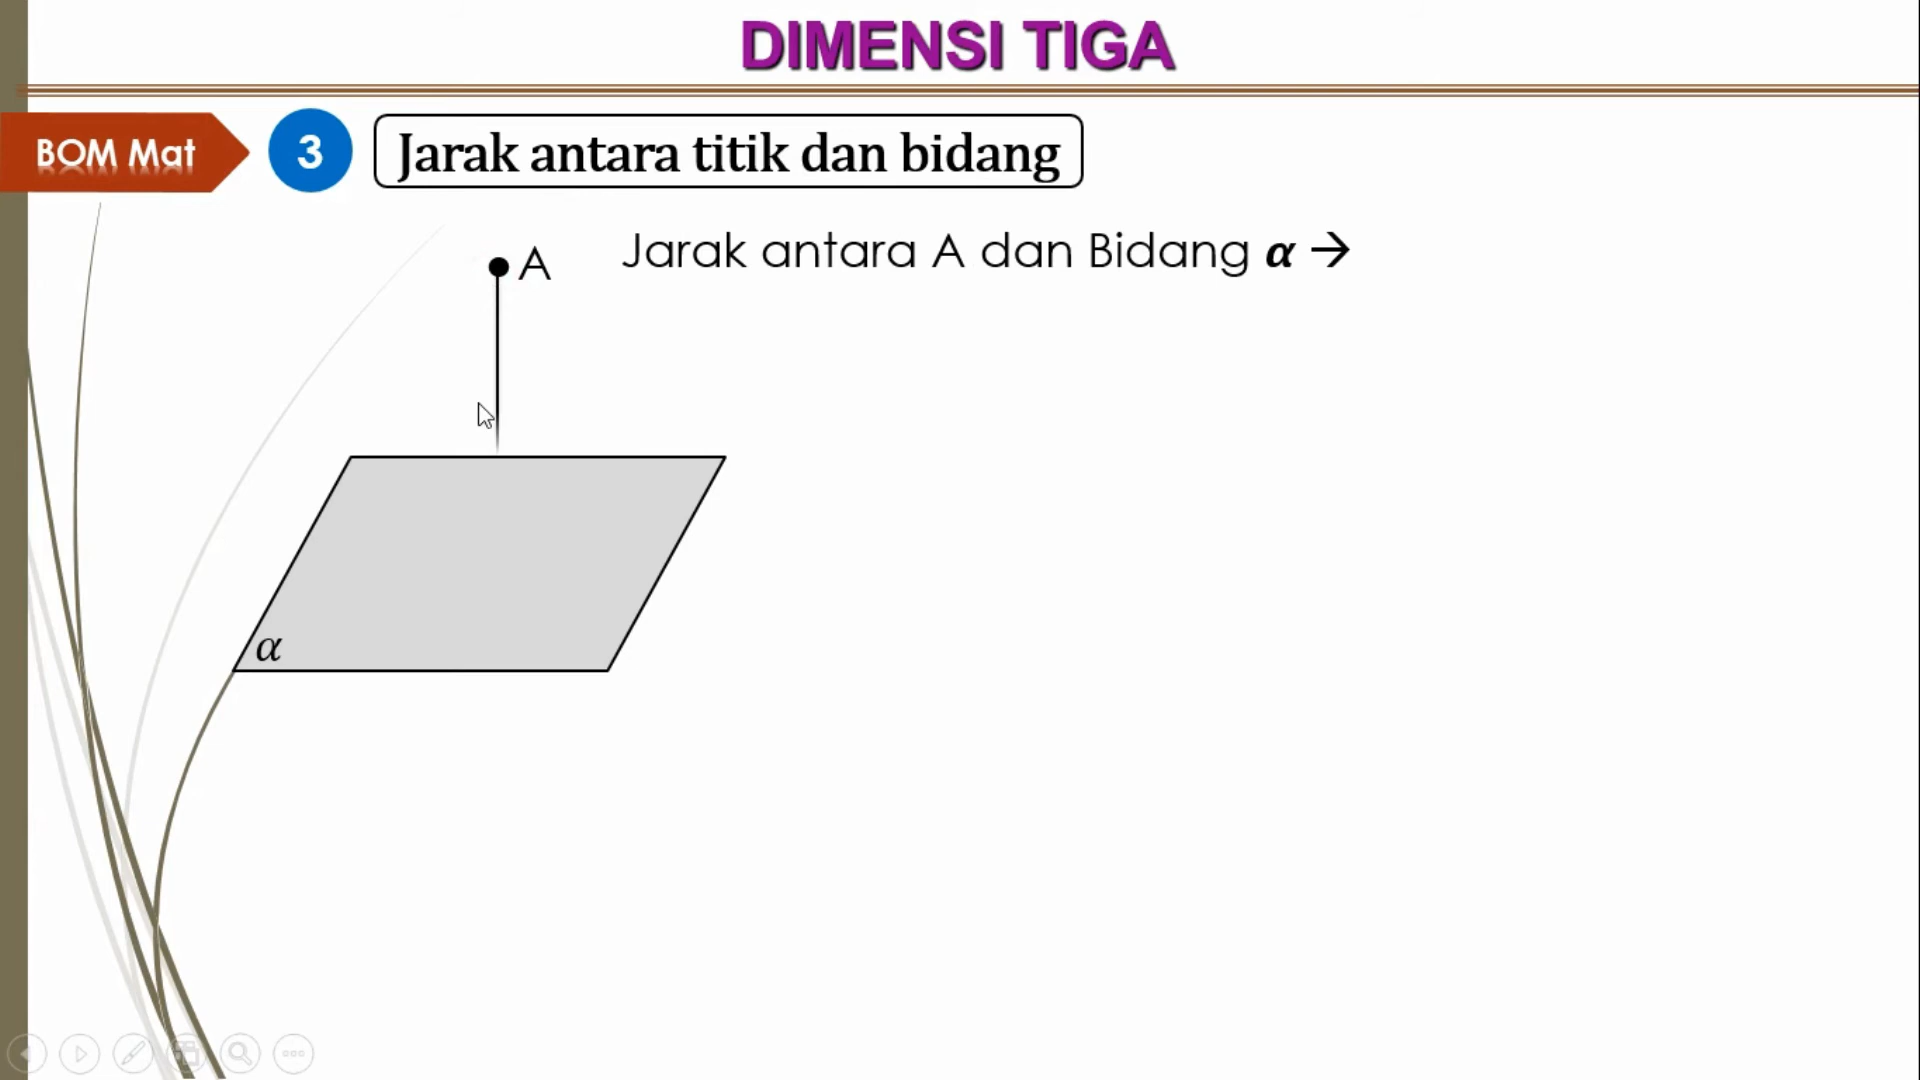 DIMENSI TIGA
BOM Mat
3
Jarak antara titik dan bidang
A
Jarak antara A dan Bidang α →
α